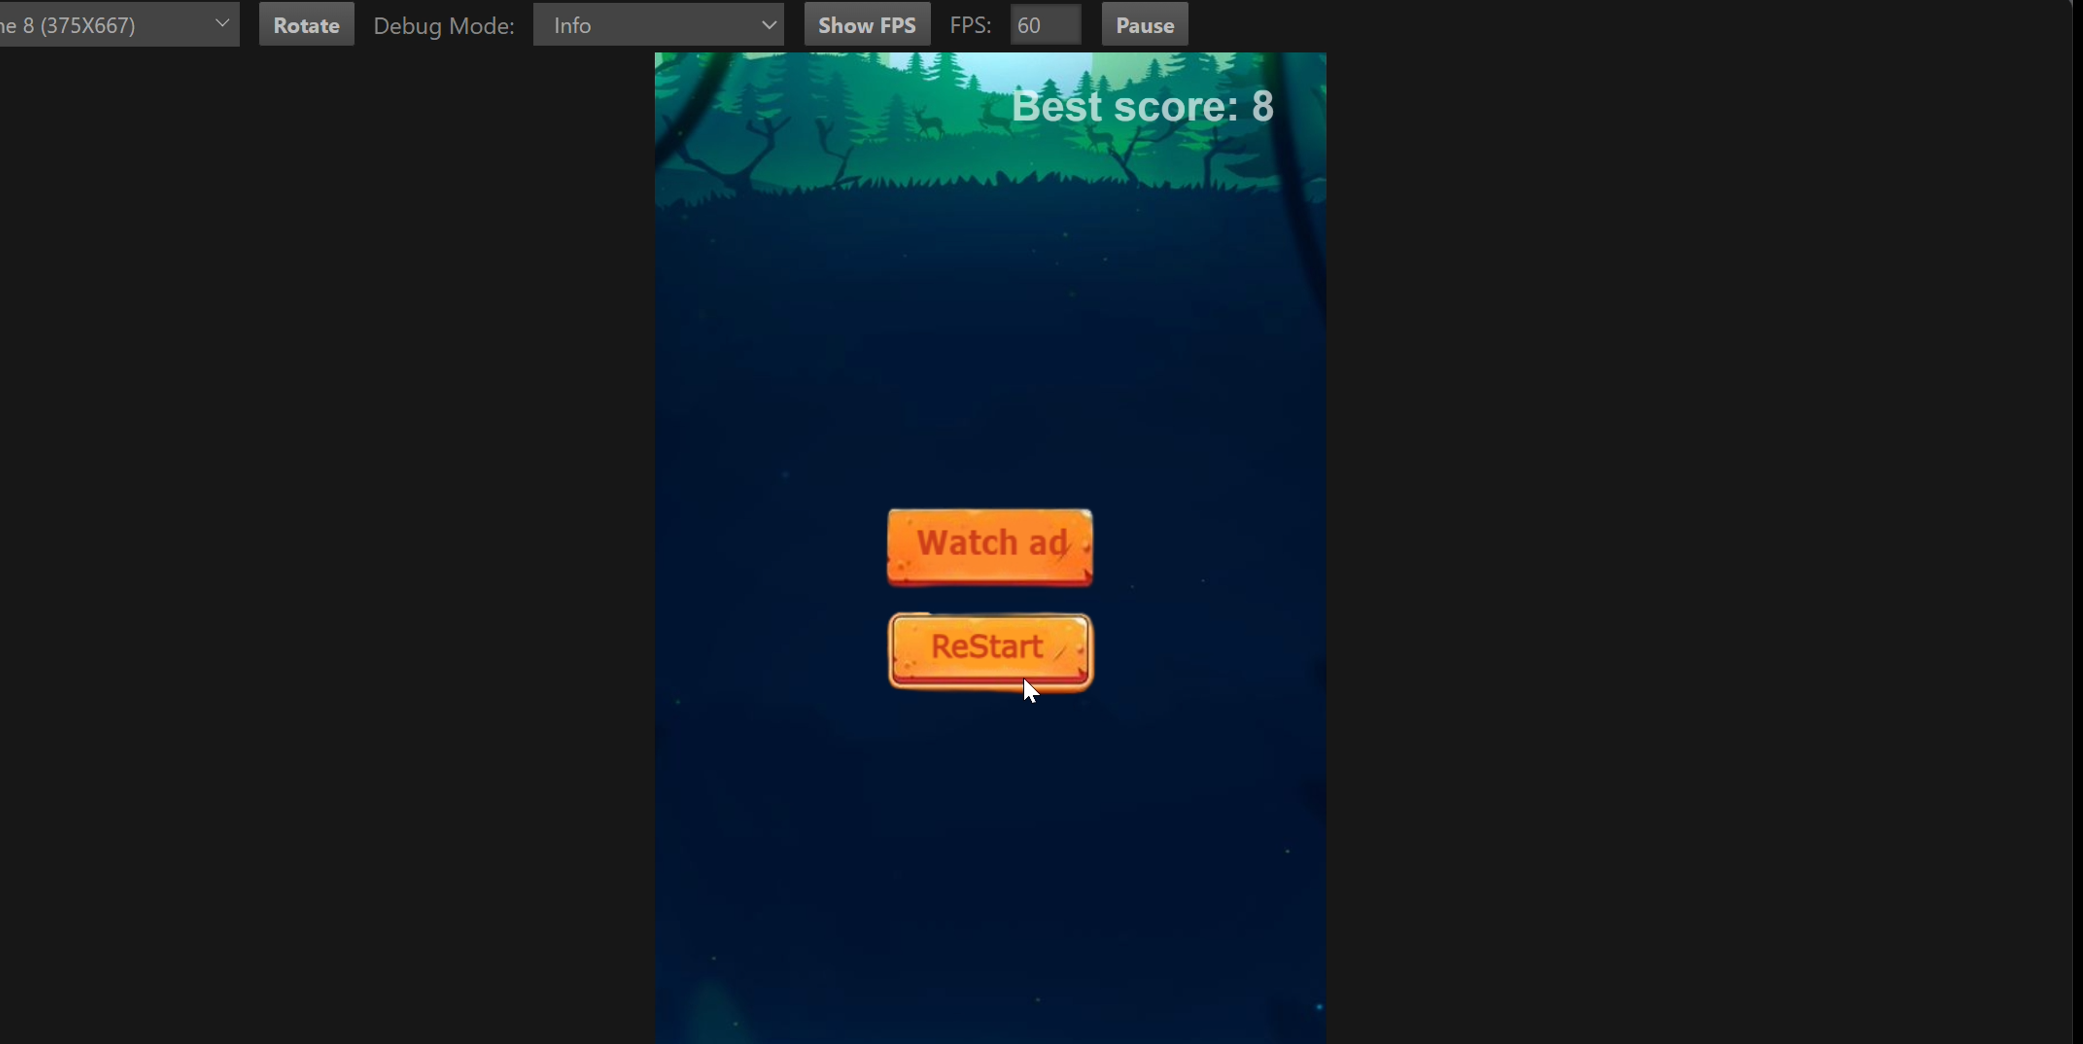 ne 8 (375X667)
Rotate
Debug Mode:
Info
Show FPS
FPS:
60
Pause
Best score: 8
Watch ad
ReStart